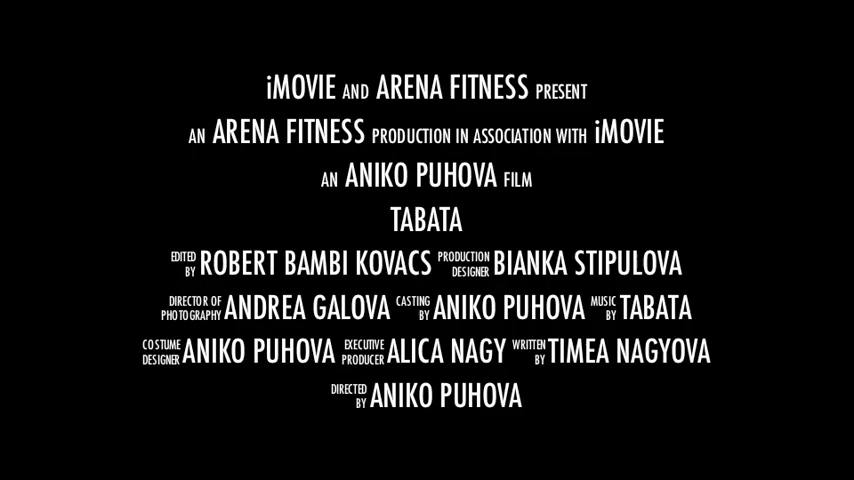 iMOVIE AND ARENA FITNESS PRESENT
AN ARENA FITNESS PRODUCTION IN ASSOCIATION WITH iMOVIE
AN ANIKO PUHOVA FILM
TABATA
EDITED BY ROBERT BAMBI KOVACS PRODUCTION DESIGNER BIANKA STIPULOVA
DIRECTOR OF PHOTOGRAPHY ANDREA GALOVA CASTING BY ANIKO PUHOVA MUSIC BY TABATA
COSTUME DESIGNER ANIKO PUHOVA EXECUTIVE PRODUCER ALICA NAGY WRITTEN BY TIMEA NAGYOVA
DIRECTED BY ANIKO PUHOVA